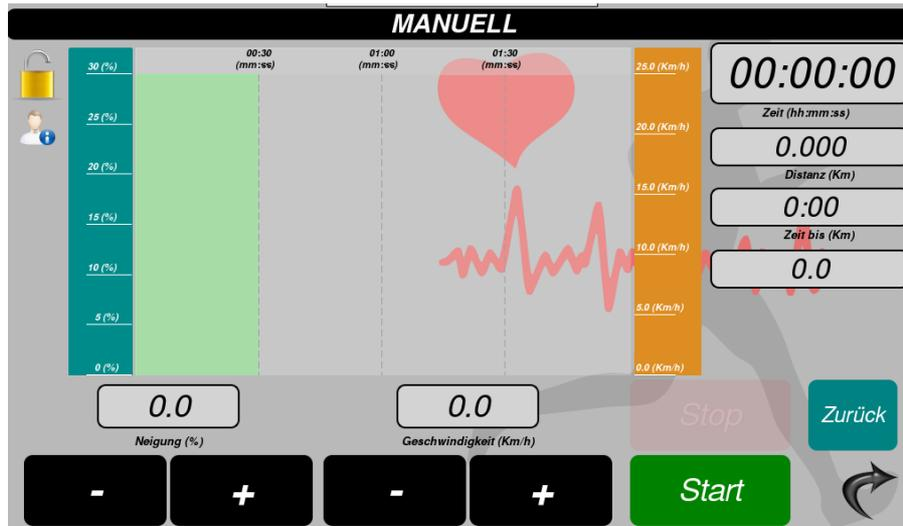 MANUELL
00:30
(mm:ss)
01:00
(mm:ss)
01:30
(mm:ss)
30 (%)
25 (%)
20 (%)
15 (%)
10 (%)
5 (%)
0 (%)
25.0 (Km/h)
20.0 (Km/h)
15.0 (Km/h)
10.0 (Km/h)
5.0 (Km/h)
0.0 (Km/h)
00:00:00
Zeit (hh:mm:ss)
0.000
Distanz (Km)
0:00
Zeit bis (Km)
0.0
0.0
Neigung (%)
0.0
Geschwindigkeit (Km/h)
Stop
Zurück
- + - +
Start